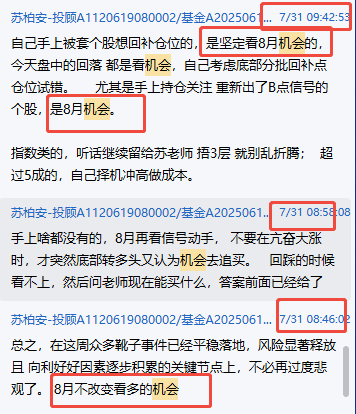 苏柏安-投顾A1120619080002/基金A2025061... 7/31 09:42:53
自己手上被套个股想回补仓位的，是坚定看8月机会的，
今天盘中的回落 都是看机会，自己考虑底部分批回补点
仓位试错。 尤其是手上持仓关注 重新出了B点信号的
个股，是8月机会。
指数类的，听话继续留给苏老师 捂3层 就别乱折腾； 超
过5成的，自己择机冲高做成本。
苏柏安-投顾A1120619080002/基金A2025061... 7/31 08:58:08
手上啥都没有的，8月再看信号动手， 不要在亢奋大涨
时，才突然底部转多头又认为机会去追买。 回踩的时候
看不上，然后问老师现在能买什么，答案前面已经给了
苏柏安-投顾A1120619080002/基金A2025061... 7/31 08:46:02
总之，在这周众多靴子事件已经平稳落地，风险显著释放
且 向利好好因素逐步积累的关键节点上，不必再过度悲
观了。 8月不改变看多的机会